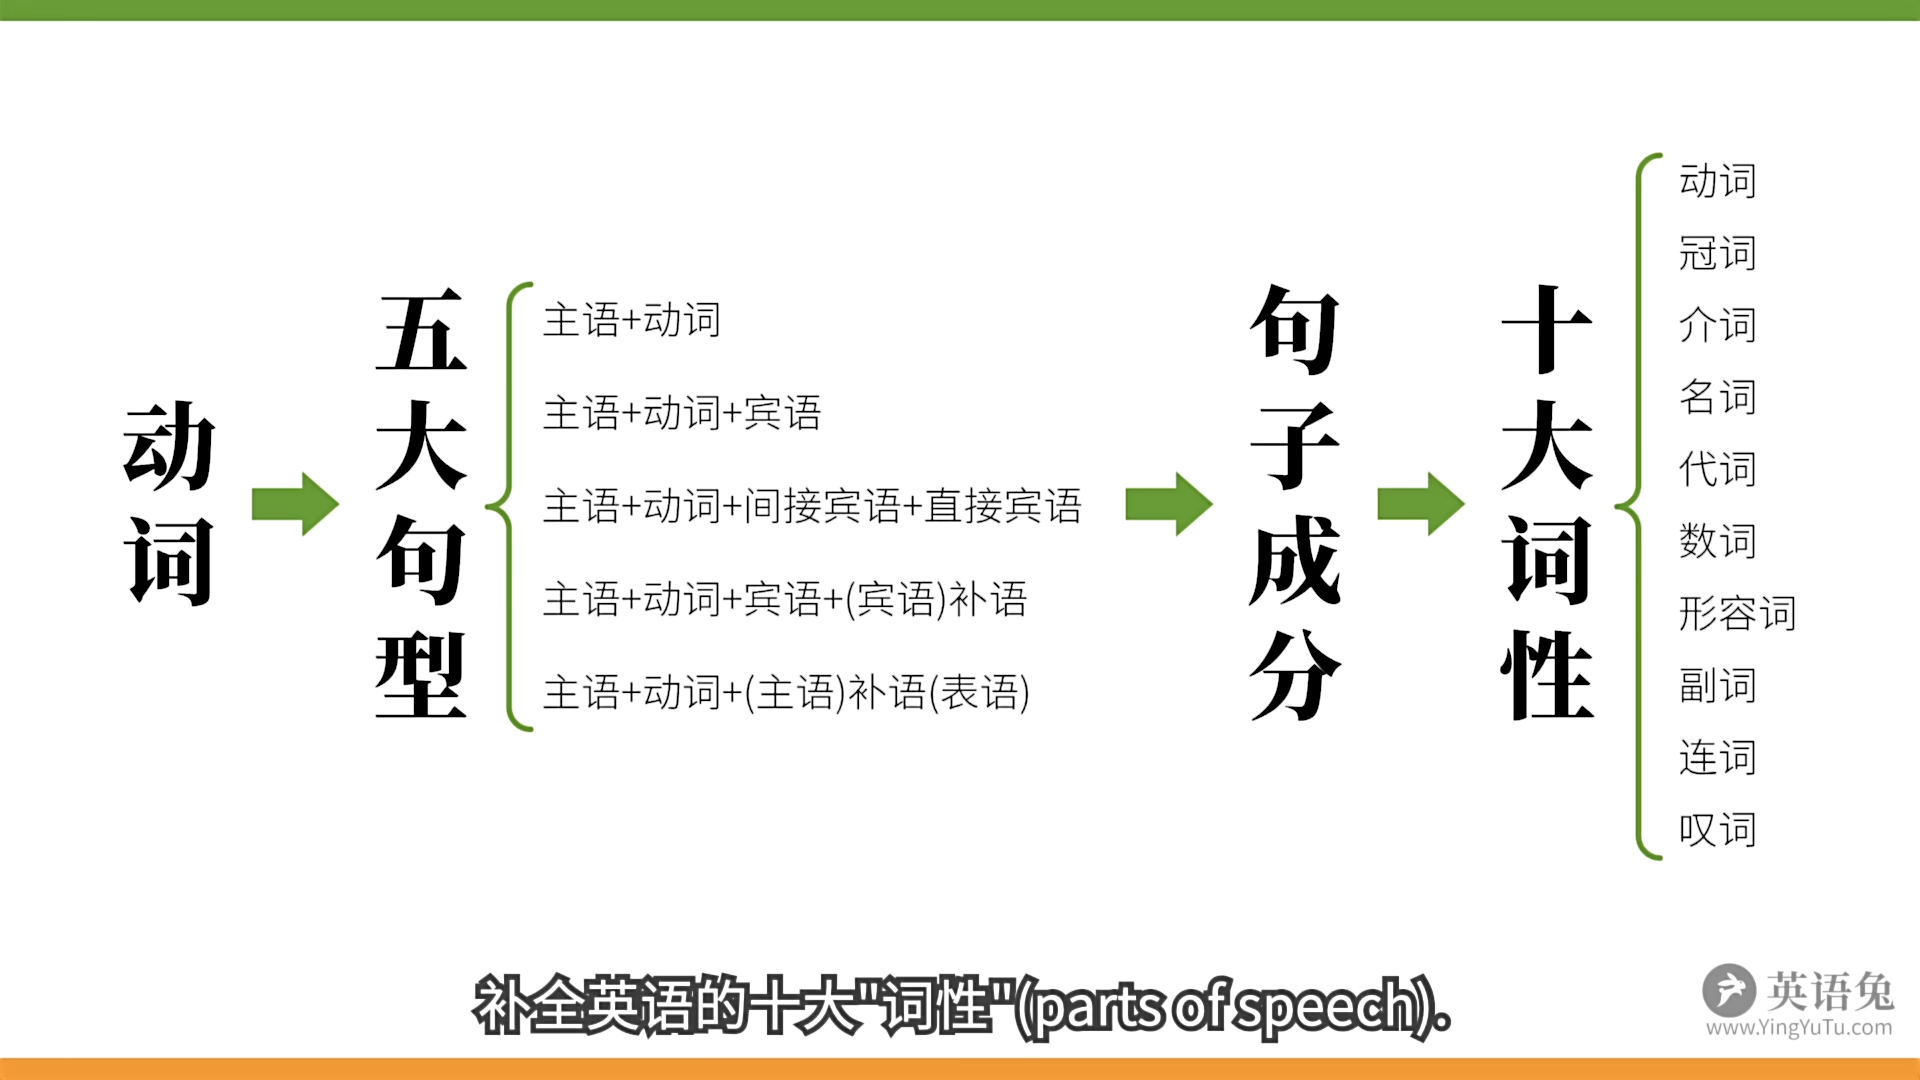 动词
五大句型
主语+动词
主语+动词+宾语
主语+动词+间接宾语+直接宾语
主语+动词+宾语+(宾语)补语
主语+动词+(主语)补语(表语)
句子成分
十大词性
动词
冠词
介词
名词
代词
数词
形容词
副词
连词
叹词
补全英语的十大"词性"(parts of speech).
英语兔
www.YingYuTu.com